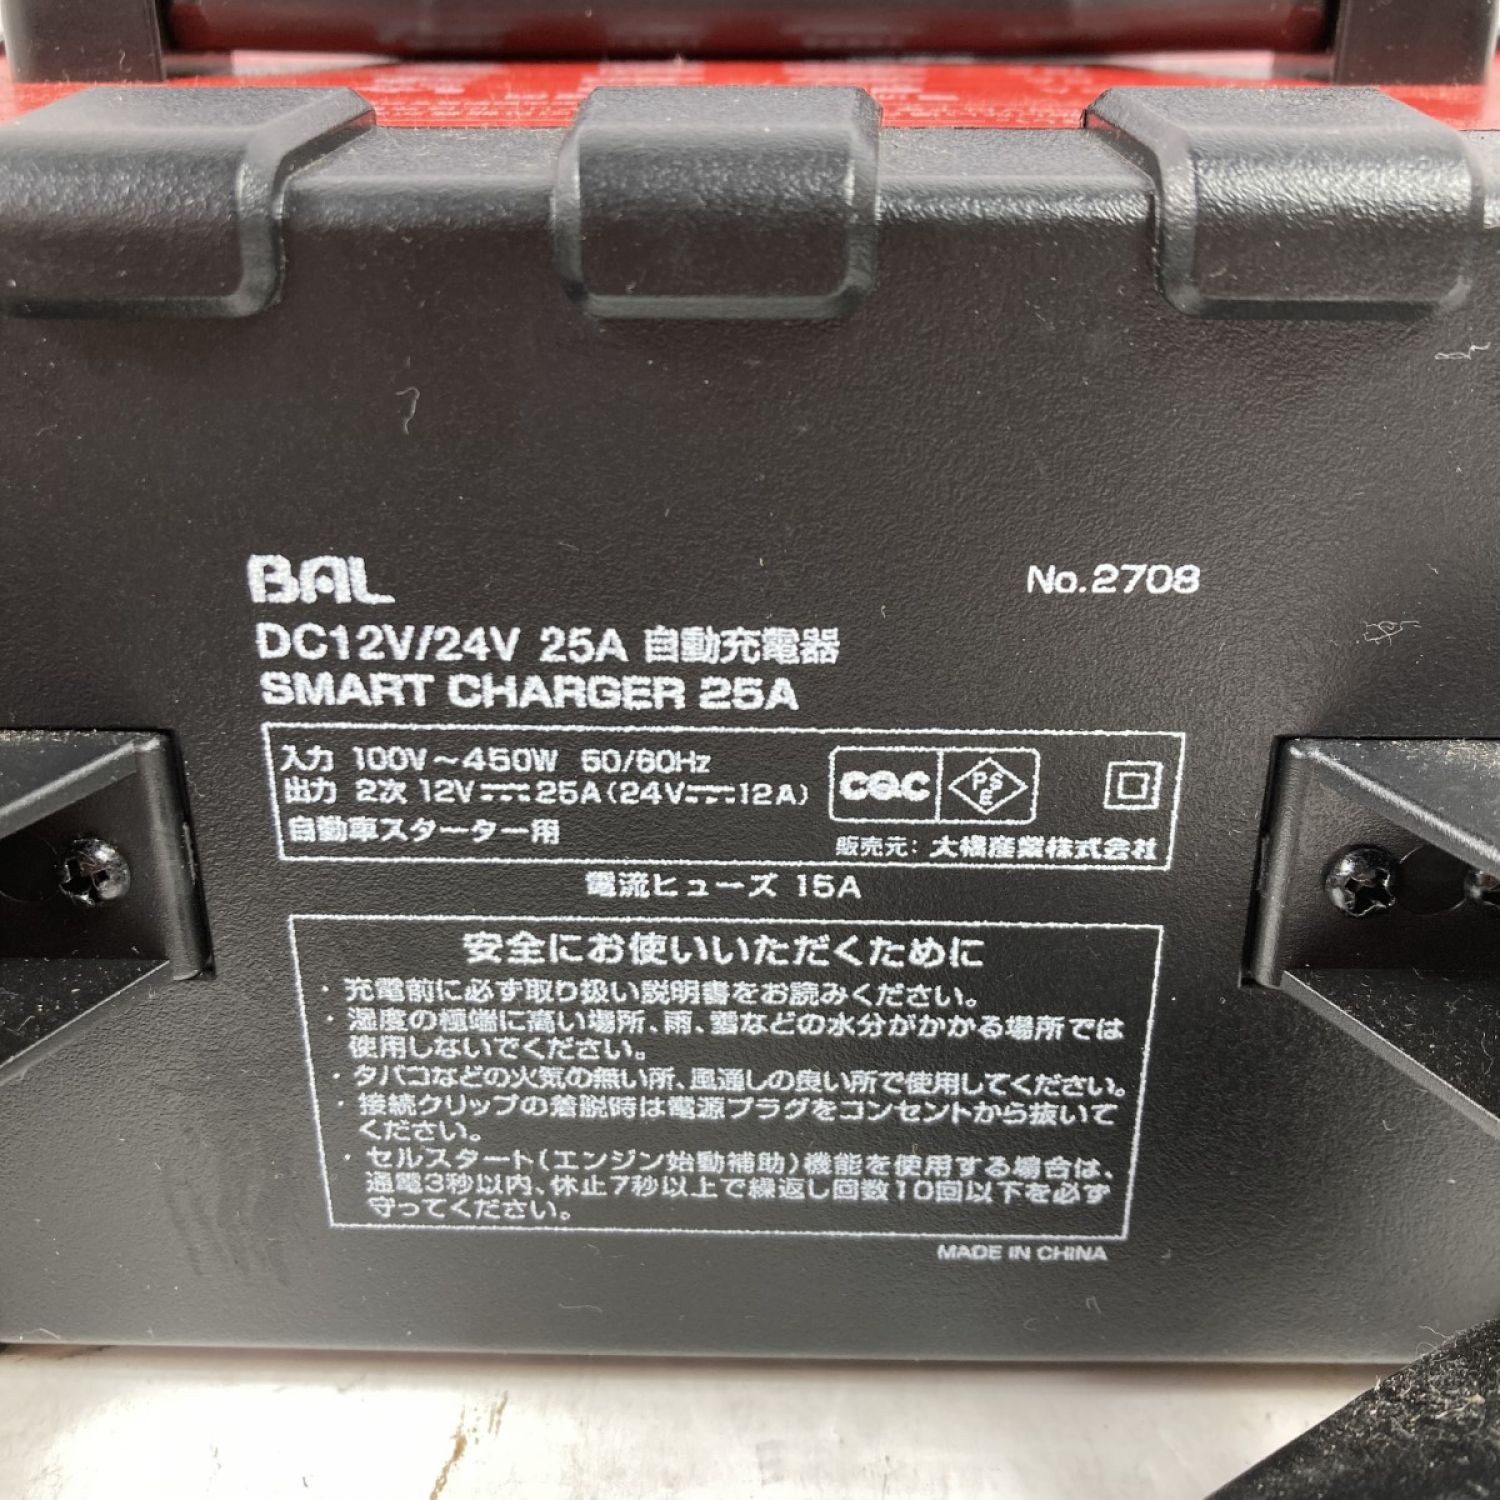 BAL
No.2708
DC12V/24V 25A 自動充電器
SMART CHARGER 25A
入力 100V～450W 50/60Hz
出力 2次 12V⎓25A(24V⎓12A)
自動車スターター用
CQC
PSE
販売元: 大橋産業株式会社
電流ヒューズ 15A
安全にお使いいただくために
・充電前に必ず取り扱い説明書をお読みください。
・湿度の極端に高い場所、雨、露などの水分がかかる場所では
使用しないでください。
・タバコなどの火気の無い所、風通しの良い所で使用してください。
・接続クリップの着脱時は電源プラグをコンセントから抜いて
ください。
・セルスタート(エンジン始動補助)機能を使用する場合は、
通電3秒以内、休止7秒以上で繰返し回数10回以下を必ず
守ってください。
MADE IN CHINA